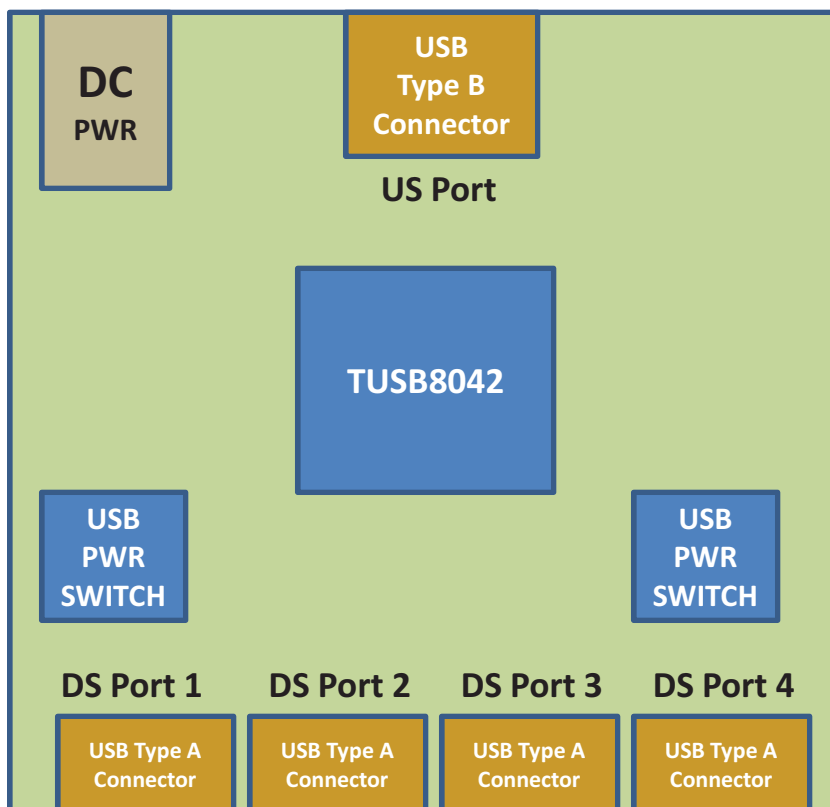 DC
PWR
USB
Type B
Connector
US Port
TUSB8042
USB
PWR
SWITCH
USB
PWR
SWITCH
DS Port 1
DS Port 2
DS Port 3
DS Port 4
USB Type A
Connector
USB Type A
Connector
USB Type A
Connector
USB Type A
Connector